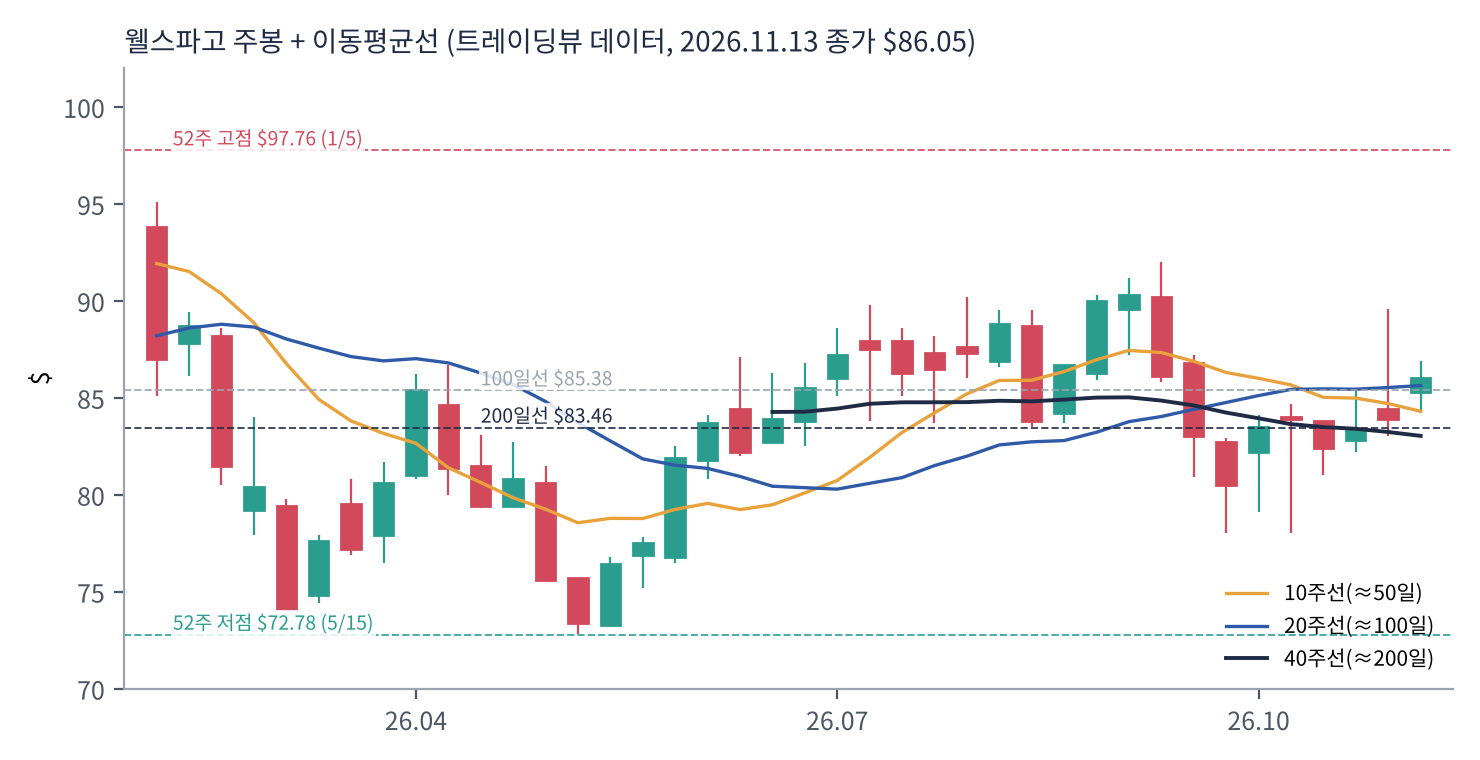 웰스파고 주봉 + 이동평균선 (트레이딩뷰 데이터, 2026.11.13 종가 $86.05)
100
52주 고점 $97.76 (1/5)
95
90
$
100일선 $85.38
85
200일선 $83.46
80
75
52주 저점 $72.78 (5/15)
70
10주선(≈50일)
20주선(≈100일)
40주선(≈200일)
26.04
26.07
26.10